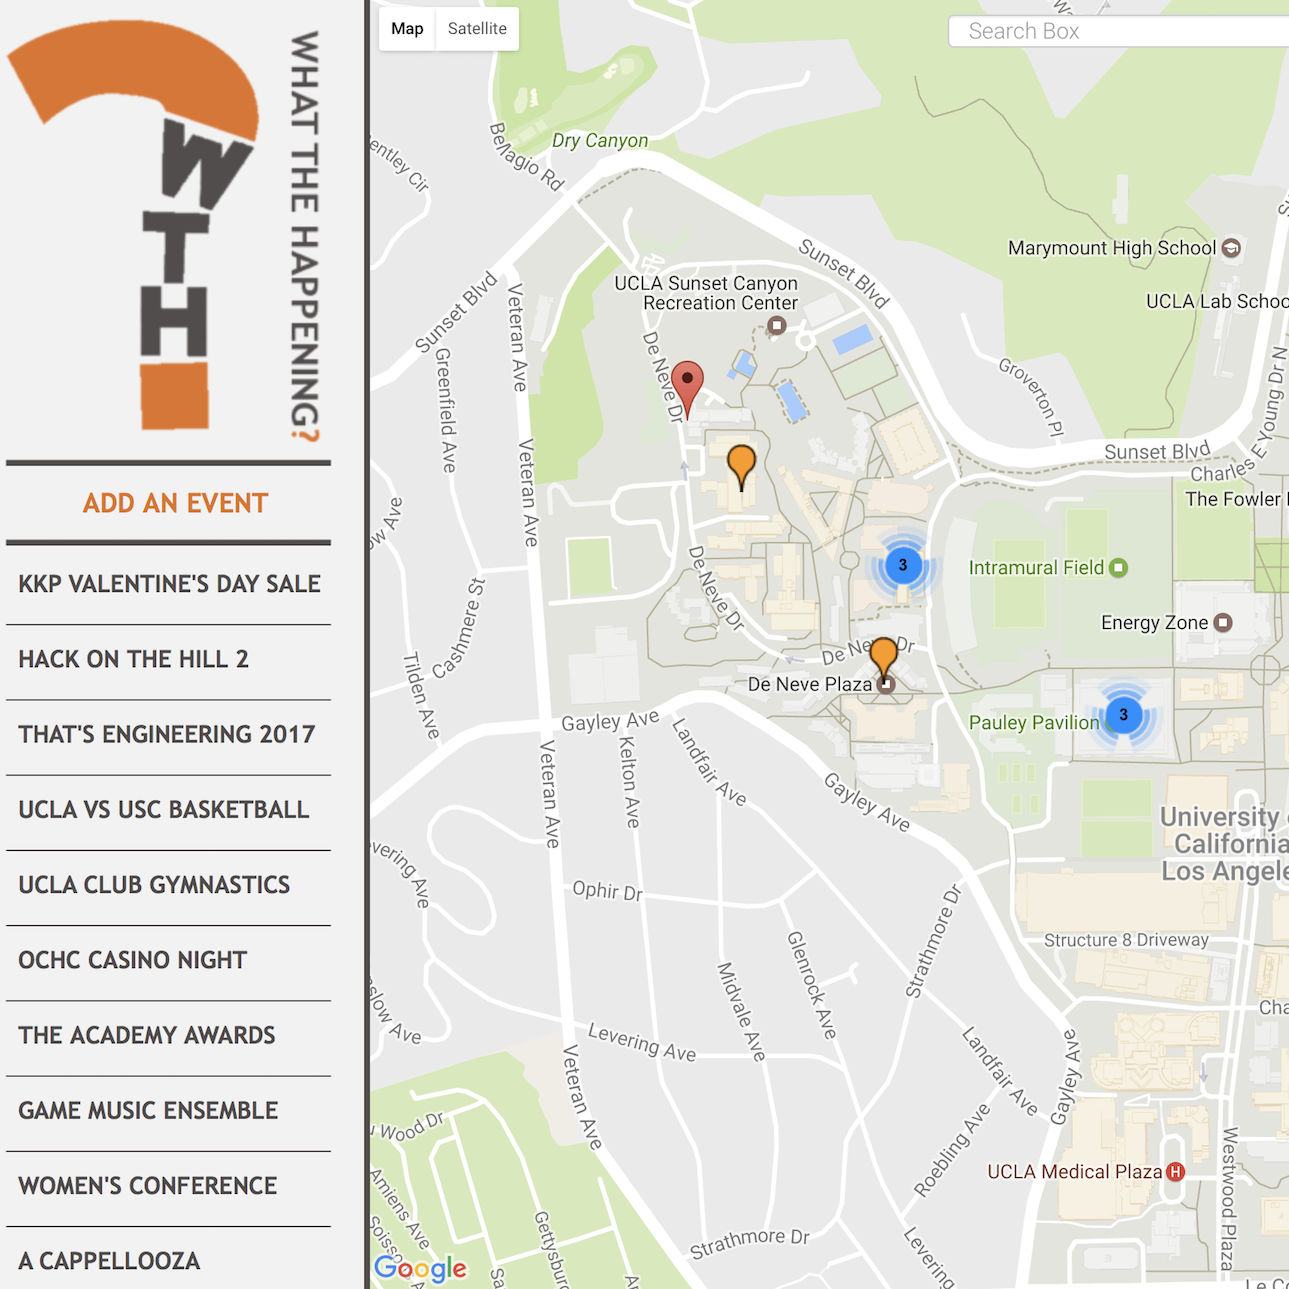 WTH
WHAT THE HAPPENING?
ADD AN EVENT
KKP VALENTINE'S DAY SALE
HACK ON THE HILL 2
THAT'S ENGINEERING 2017
UCLA VS USC BASKETBALL
UCLA CLUB GYMNASTICS
OCHC CASINO NIGHT
THE ACADEMY AWARDS
GAME MUSIC ENSEMBLE
WOMEN'S CONFERENCE
A CAPPELLOOZA
Map
Satellite
Search Box
Dry Canyon
Bellagio Rd
entley Cir
Sunset Blvd
Marymount High School
UCLA Lab Schoo
UCLA Sunset Canyon
Recreation Center
Sunset Blvd
Veteran Ave
Greenfield Ave
De Neve Dr
Groverton Pl
Sunset Blvd
Charles E Young Dr N
The Fowler
Veteran Ave
ow Ave
3
Intramural Field
De Neve Dr
Energy Zone
Cashmere St
Tilden Ave
De Neve Dr
De Neve Plaza
Pauley Pavilion
3
Gayley Ave
Veteran Ave
Kelton Ave
Landfair Ave
Gayley Ave
University
California
Los Angele
vering Ave
Ophir Dr
Strathmore Dr
Structure 8 Driveway
Glenrock Ave
Midvale Ave
slow Ave
Levering Ave
Cha
Landfair Ave
Gayley Ave
Veteran Ave
Wood Dr
Roebling Ave
UCLA Medical Plaza
H
Westwood Plaza
Amiens Ave
Soisso
Gettysbur
Strathmore Dr
Levering
Sa
Le Co
Google